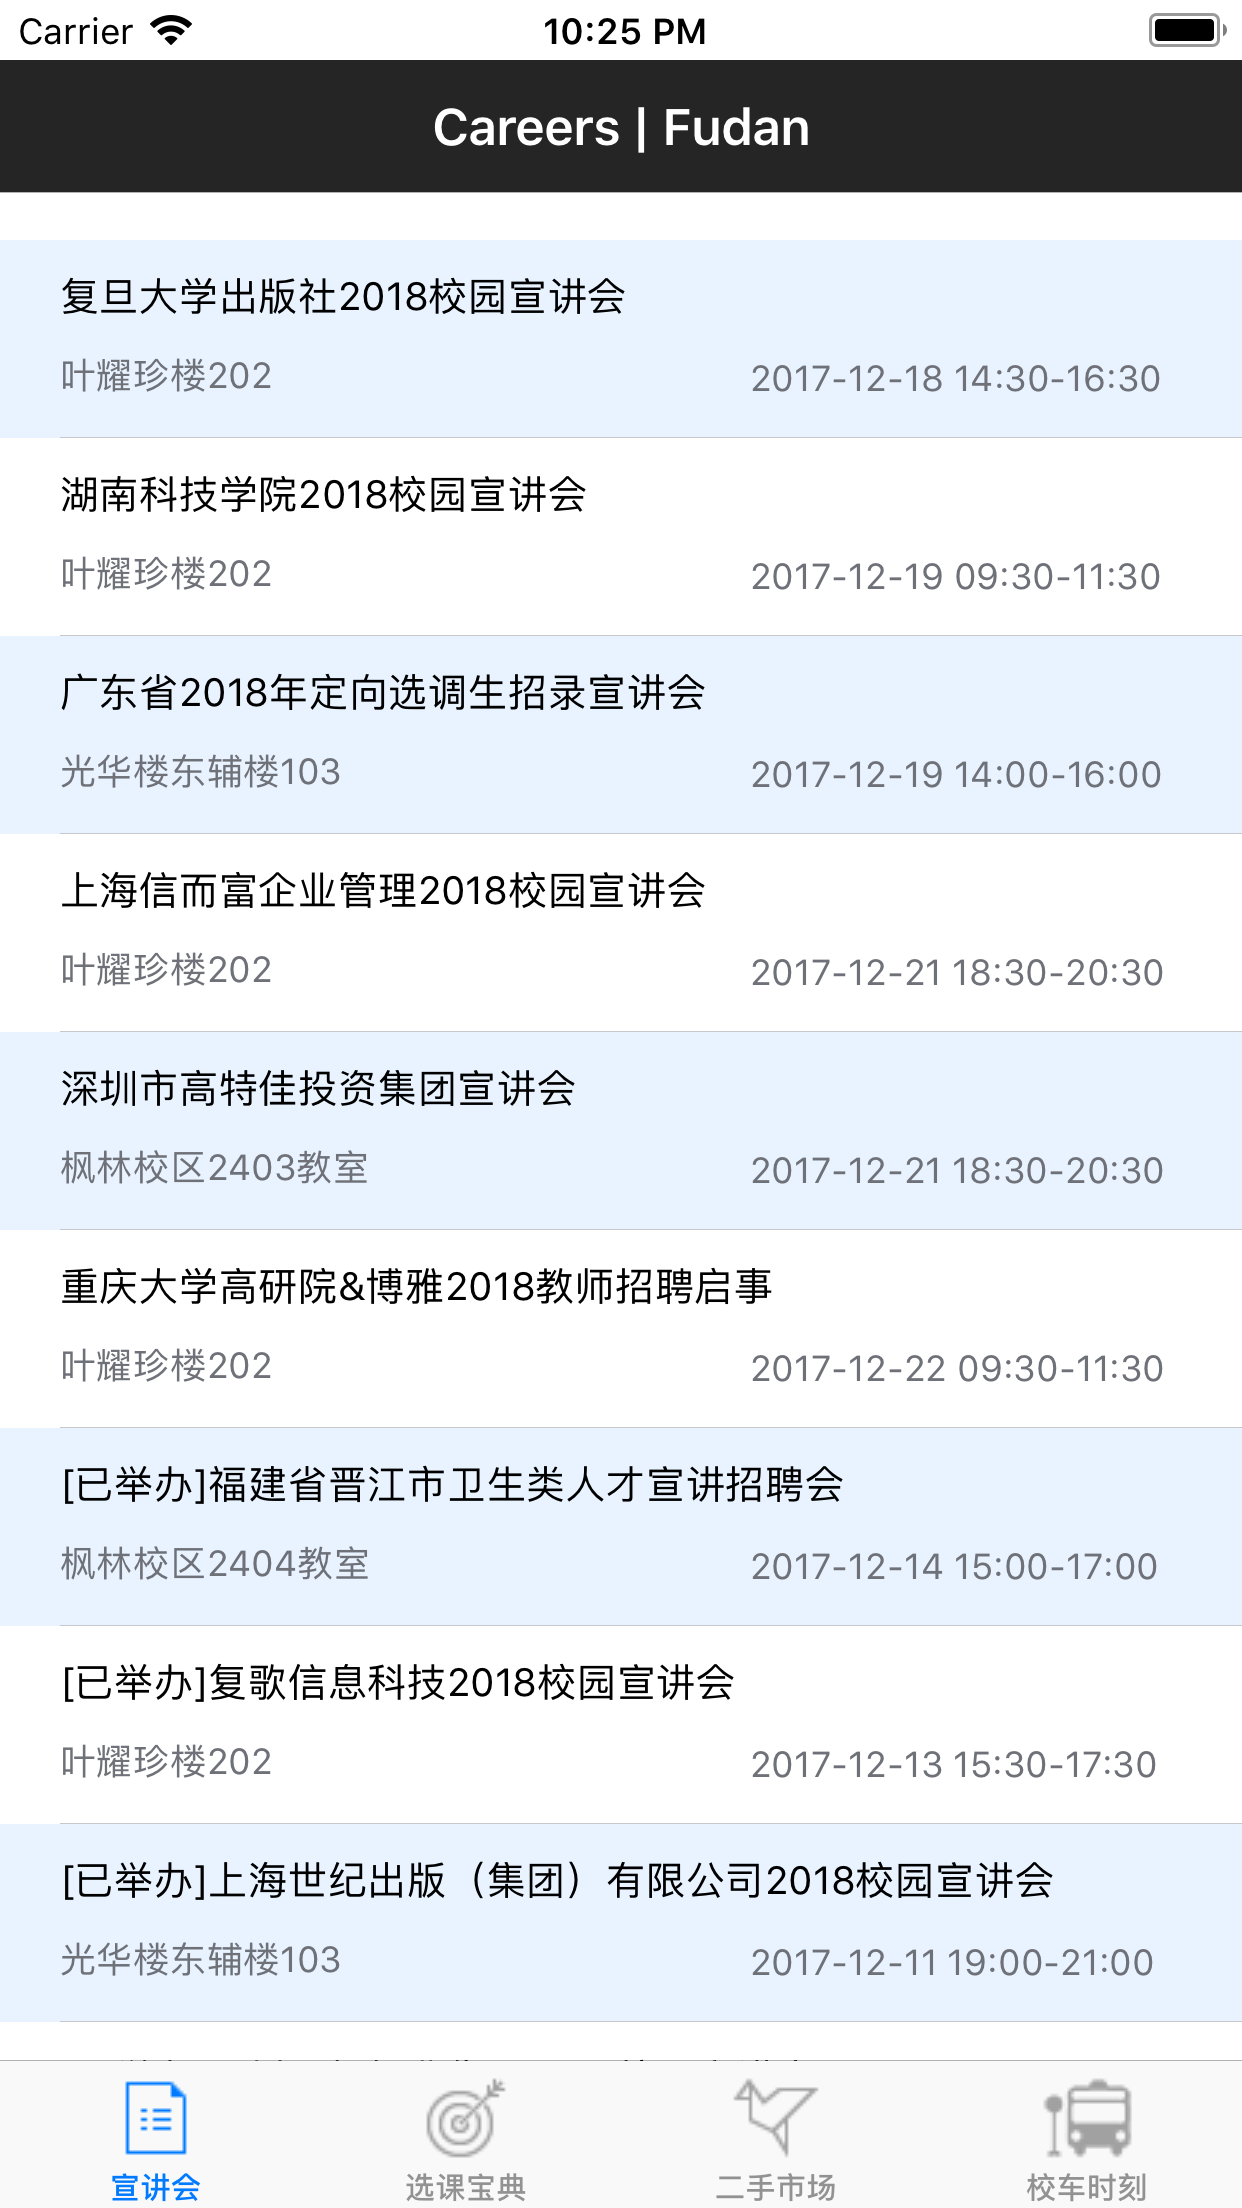 Carrier 10:25 PM
Careers | Fudan
复旦大学出版社2018校园宣讲会
叶耀珍楼202 2017-12-18 14:30-16:30
湖南科技学院2018校园宣讲会
叶耀珍楼202 2017-12-19 09:30-11:30
广东省2018年定向选调生招录宣讲会
光华楼东辅楼103 2017-12-19 14:00-16:00
上海信而富企业管理2018校园宣讲会
叶耀珍楼202 2017-12-21 18:30-20:30
深圳市高特佳投资集团宣讲会
枫林校区2403教室 2017-12-21 18:30-20:30
重庆大学高研院&博雅2018教师招聘启事
叶耀珍楼202 2017-12-22 09:30-11:30
[已举办]福建省晋江市卫生类人才宣讲招聘会
枫林校区2404教室 2017-12-14 15:00-17:00
[已举办]复歌信息科技2018校园宣讲会
叶耀珍楼202 2017-12-13 15:30-17:30
[已举办]上海世纪出版（集团）有限公司2018校园宣讲会
光华楼东辅楼103 2017-12-11 19:00-21:00
宣讲会 选课宝典 二手市场 校车时刻